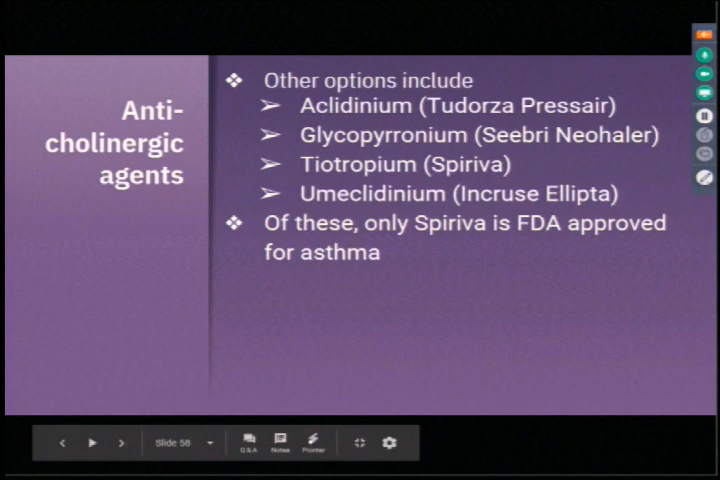 Anti-
cholinergic
agents
❖ Other options include
➢ Aclidinium (Tudorza Pressair)
➢ Glycopyrronium (Seebri Neohaler)
➢ Tiotropium (Spiriva)
➢ Umeclidinium (Incruse Ellipta)
❖ Of these, only Spiriva is FDA approved
for asthma
Slide 58
Q&A Notes Pointer